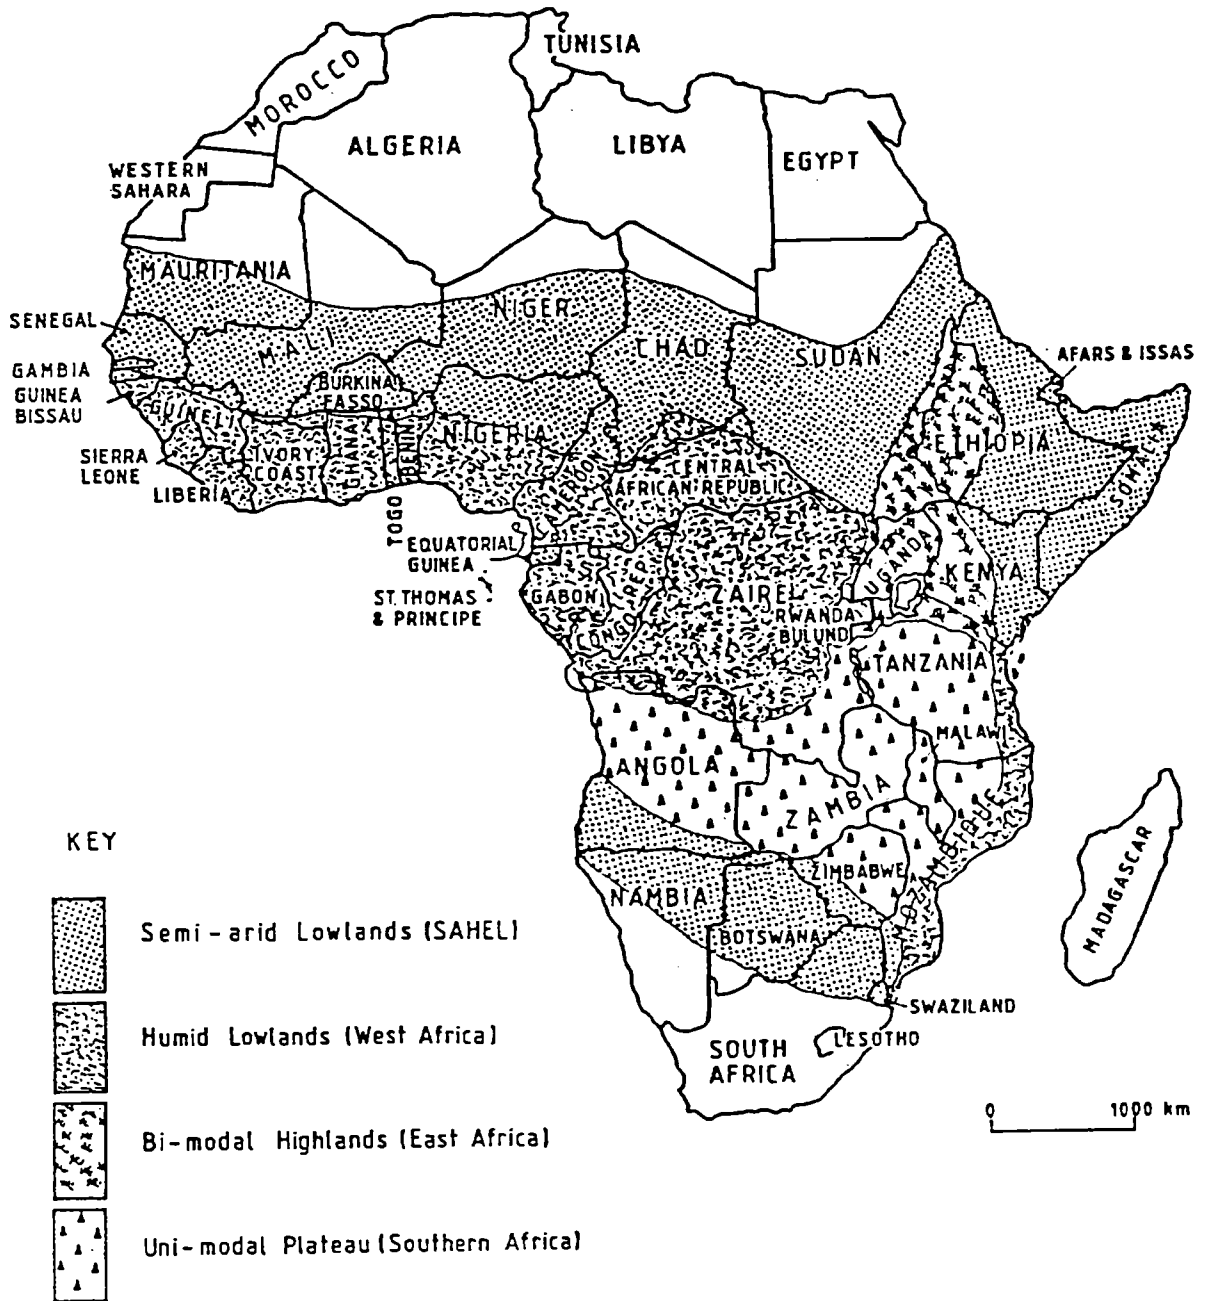 TUNISIA
MOROCCO
ALGERIA
LIBYA
EGYPT
WESTERN
SAHARA
MAURITANIA
NIGER
SENEGAL
MALI
CHAD
SUDAN
AFARS & ISSAS
GAMBIA
GUINEA
BISSAU
BURKINA
FASSO
GUINELI
NIGERIA
ETHIOPIA
SIERRA
LEONE
IVORY
COAST
GHANA
BENIN
CENTRAL
AFRICAN REPUBLIC
SOMALIA
LIBERIA
TOGO
CAMEROON
EQUATORIAL
GUINEA
UGANDA
KENYA
ST. THOMAS
& PRINCIPE
GABON
CONGO REP
ZAIRE
RWANDA
BULUND
TANZANIA
MALAWI
ANGOLA
ZAMBIA
MOZAMBIQUE
ZIMBABWE
NAMBIA
BOTSWANA
MADAGASCAR
SWAZILAND
LESOTHO
SOUTH
AFRICA
0 1000 km
KEY
Semi-arid Lowlands (SAHEL)
Humid Lowlands (West Africa)
Bi-modal Highlands (East Africa)
Uni-modal Plateau (Southern Africa)